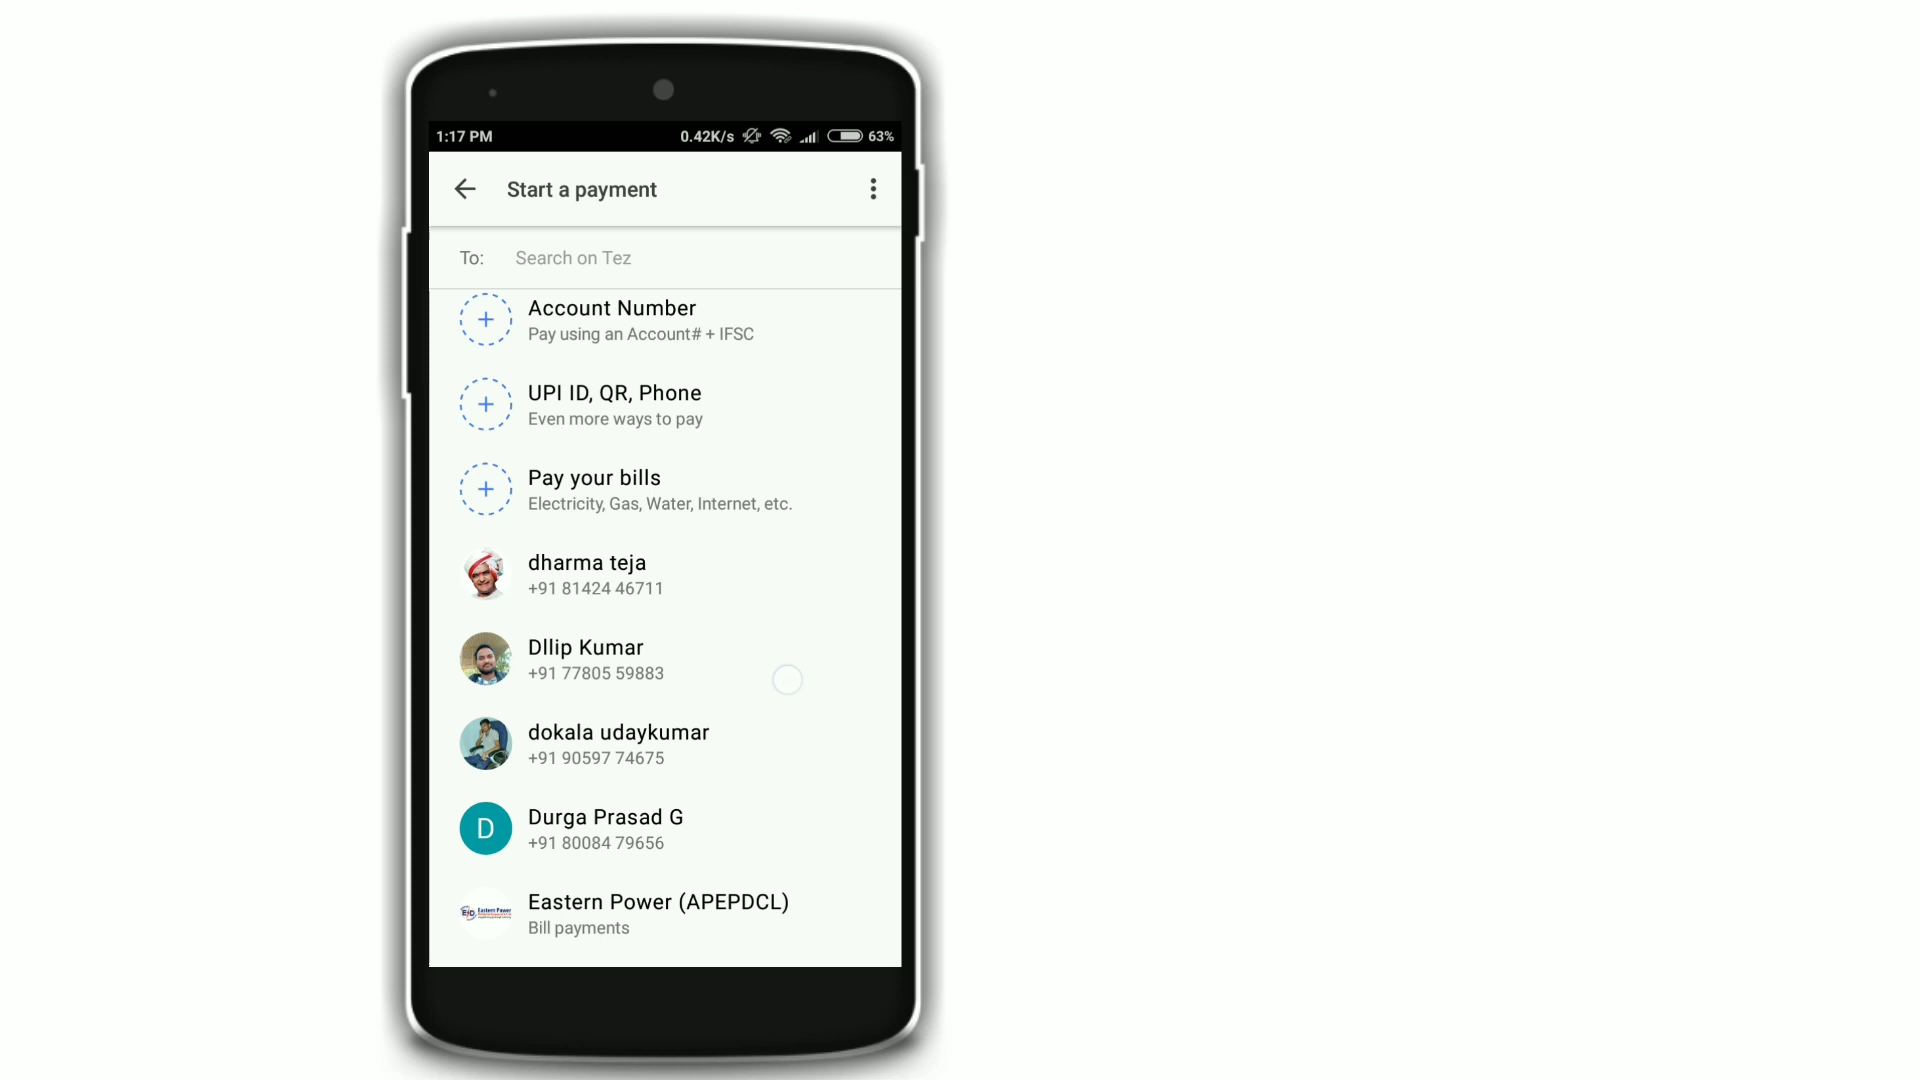 1:17 PM 0.42K/s 63%
Start a payment
To: Search on Tez
Account Number
Pay using an Account# + IFSC
UPI ID, QR, Phone
Even more ways to pay
Pay your bills
Electricity, Gas, Water, Internet, etc.
dharma teja
+91 81424 46711
Dllip Kumar
+91 77805 59883
dokala udaykumar
+91 90597 74675
D
Durga Prasad G
+91 80084 79656
Eastern Power
Eastern Power (APEPDCL)
Bill payments